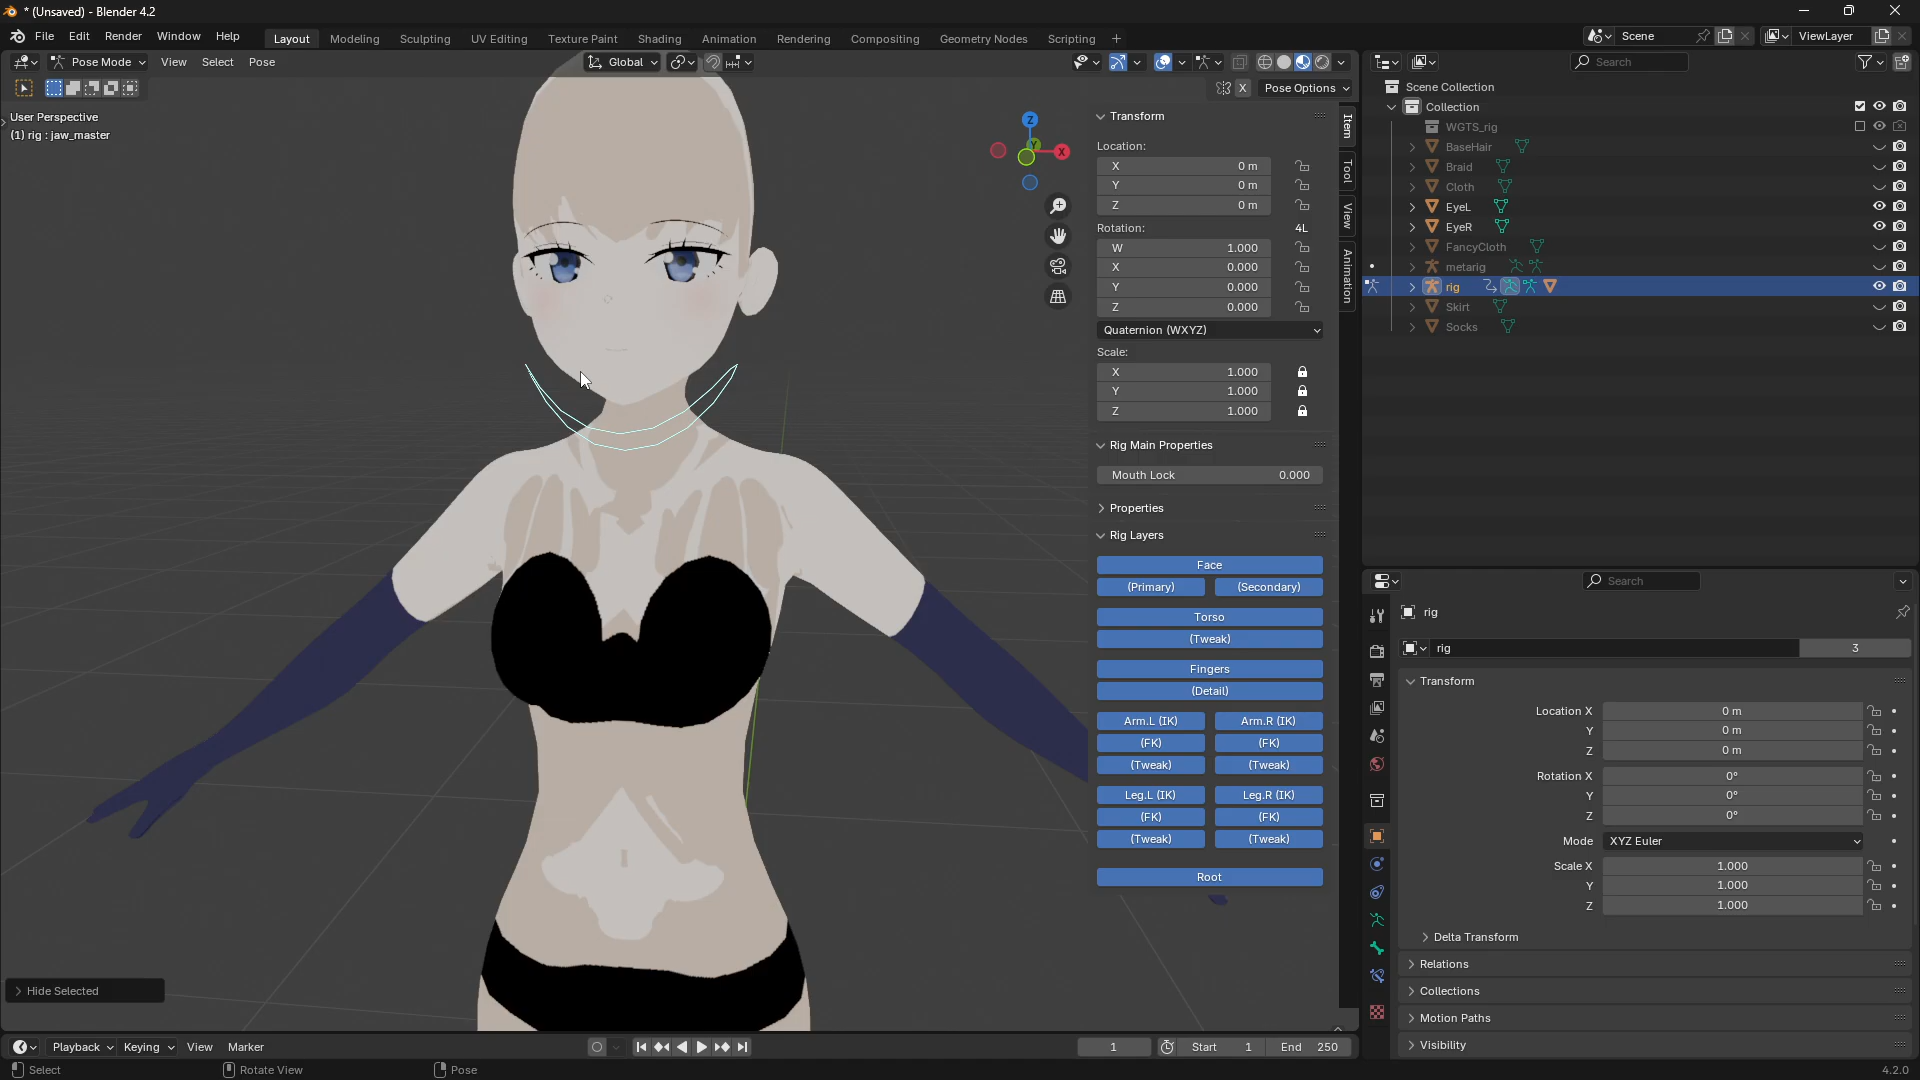 * (Unsaved) - Blender 4.2
File Edit Render Window Help Layout Modeling Sculpting UV Editing Texture Paint Shading Animation Rendering Compositing Geometry Nodes Scripting + Scene ViewLayer
Pose Mode View Select Pose Global Search
X Pose Options
User Perspective
(1) rig : jaw_master
Z
Y
X
Transform
Location:
X 0 m
Y 0 m
Z 0 m
Rotation: 4L
W 1.000
X 0.000
Y 0.000
Z 0.000
Quaternion (WXYZ)
Scale:
X 1.000
Y 1.000
Z 1.000
Rig Main Properties
Mouth Lock 0.000
Properties
Rig Layers
Face
(Primary) (Secondary)
Torso
(Tweak)
Fingers
(Detail)
Arm.L (IK) Arm.R (IK)
(FK) (FK)
(Tweak) (Tweak)
Leg.L (IK) Leg.R (IK)
(FK) (FK)
(Tweak) (Tweak)
Root
Item
Tool
View
Animation
Scene Collection
Collection
WGTS_rig
BaseHair
Braid
Cloth
EyeL
EyeR
FancyCloth
metarig
rig
Skirt
Socks
Search
rig
rig 3
Transform
Location X 0 m
Y 0 m
Z 0 m
Rotation X 0°
Y 0°
Z 0°
Mode XYZ Euler
Scale X 1.000
Y 1.000
Z 1.000
Delta Transform
Relations
Collections
Motion Paths
Visibility
Hide Selected
Playback Keying View Marker 1 Start 1 End 250
Select Rotate View Pose 4.2.0